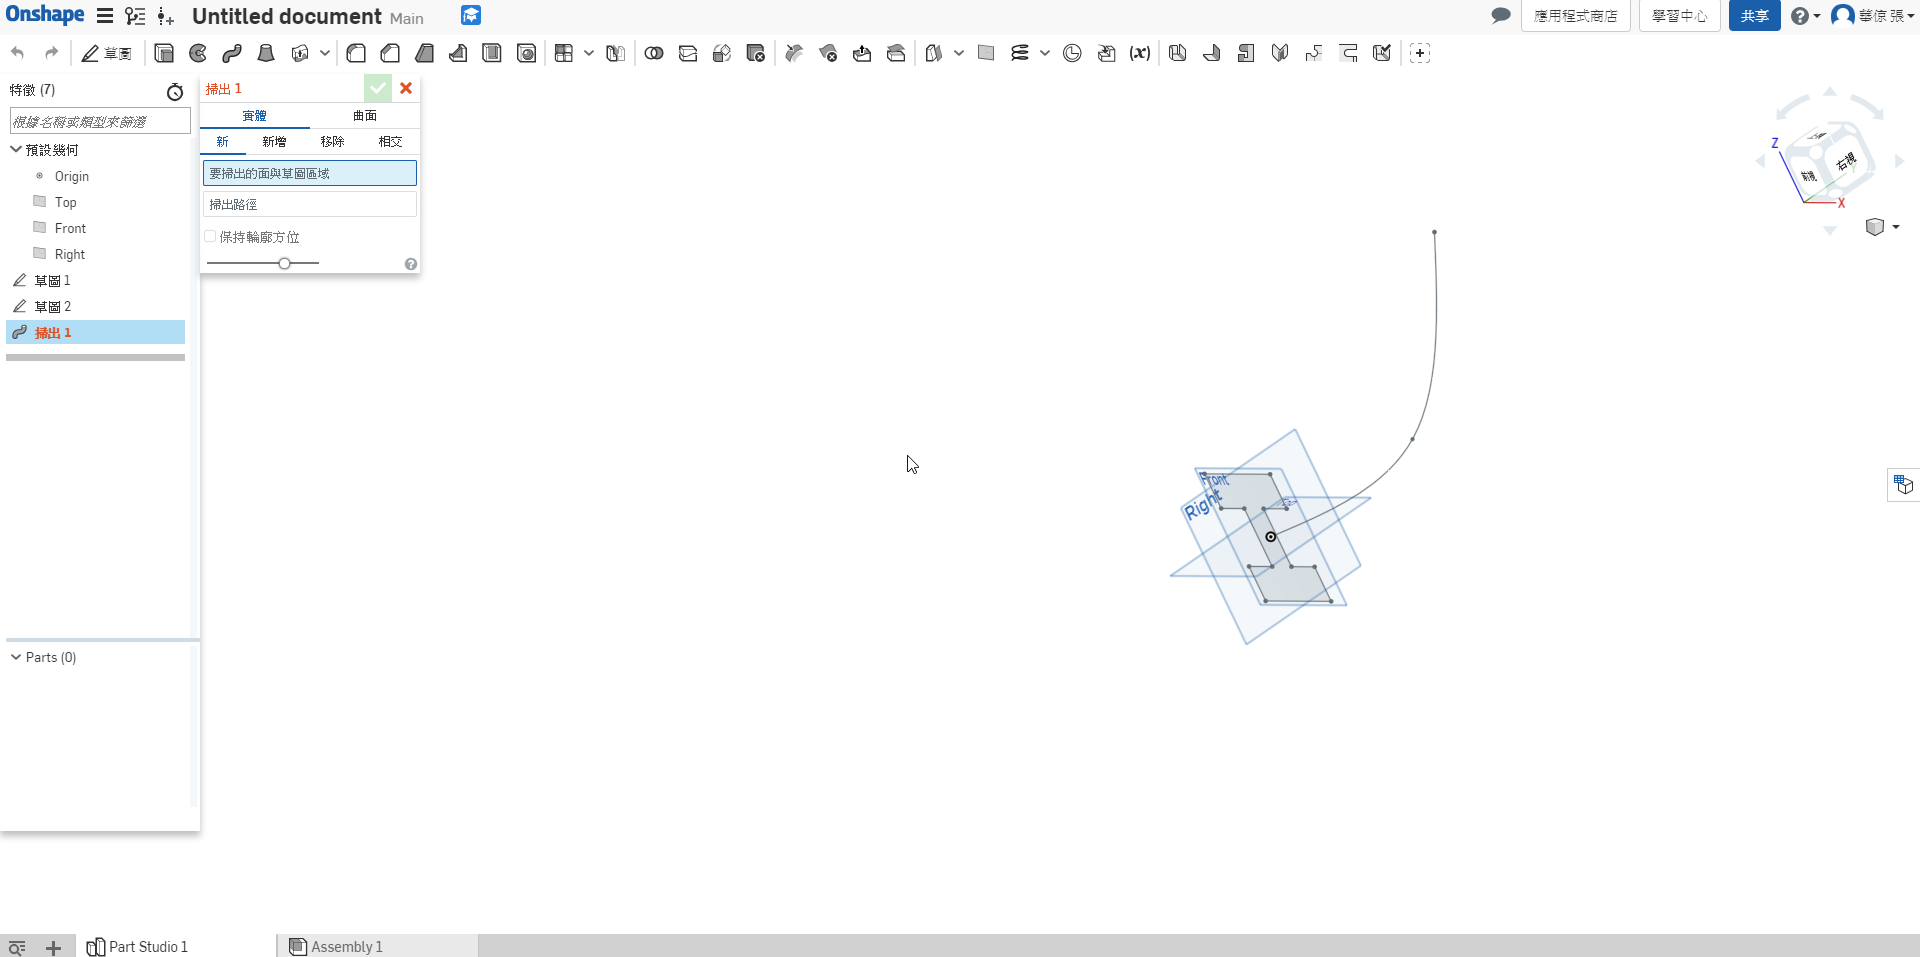 Onshape
Untitled document Main
應用程式商店
學習中心
共享
華倞 張
草圖
(x)
特徵 (7)
根據名稱或類型來篩選
預設幾何
Origin
Top
Front
Right
草圖 1
草圖 2
掃出 1
Parts (0)
掃出 1
實體
曲面
新
新增
移除
相交
要掃出的面與草圖區域
掃出路徑
保持輪廓方位
Front
Right
Z
前視
右視
X
Part Studio 1
Assembly 1